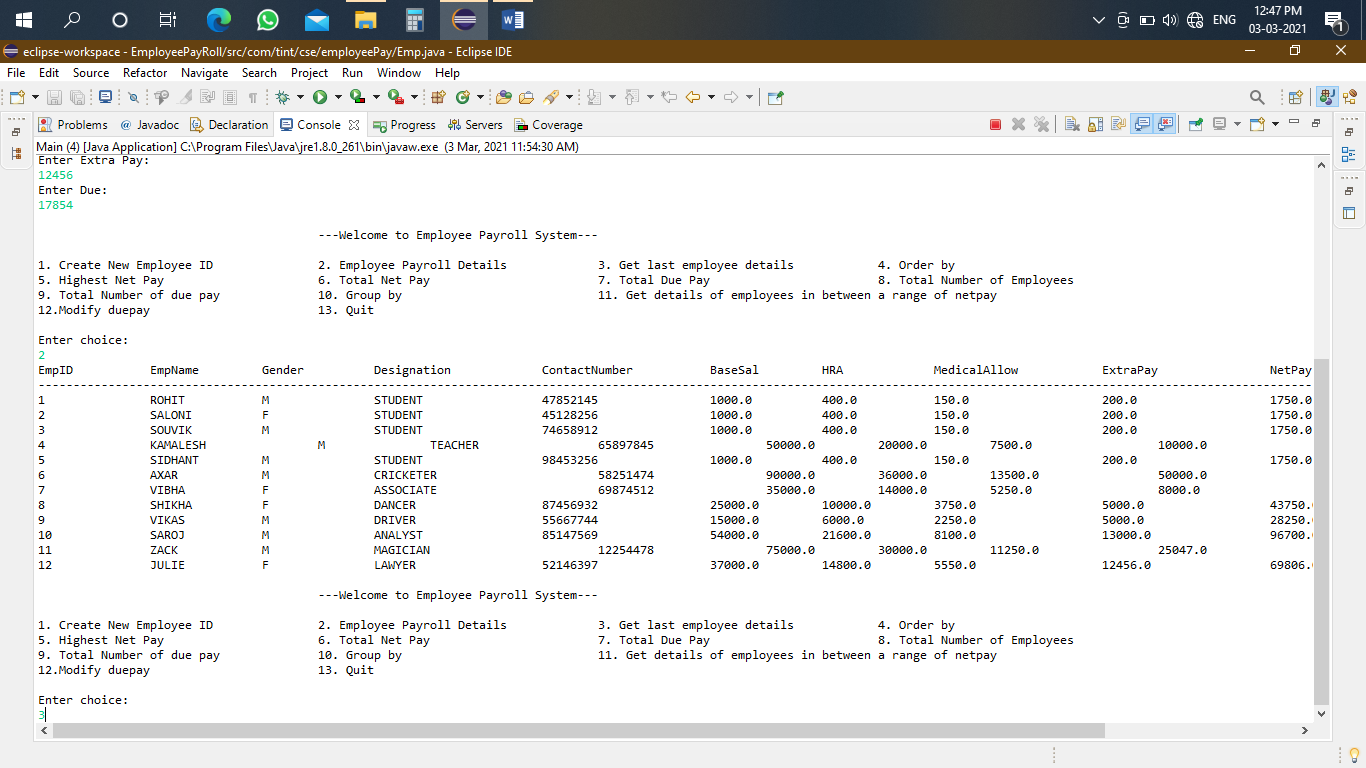 12:47 PM
ENG
03-03-2021
1
eclipse-workspace - EmployeePayRoll/src/com/tint/cse/employeePay/Emp.java - Eclipse IDE
File Edit Source Refactor Navigate Search Project Run Window Help
Problems @ Javadoc Declaration Console Progress Servers Coverage
Main (4) [Java Application] C:\Program Files\Java\jre1.8.0_261\bin\javaw.exe (3 Mar, 2021 11:54:30 AM)
Enter Extra Pay:
12456
Enter Due:
17854
---Welcome to Employee Payroll System---
1. Create New Employee ID 2. Employee Payroll Details 3. Get last employee details 4. Order by
5. Highest Net Pay 6. Total Net Pay 7. Total Due Pay 8. Total Number of Employees
9. Total Number of due pay 10. Group by 11. Get details of employees in between a range of netpay
12.Modify duepay 13. Quit
Enter choice:
2
EmpID EmpName Gender Designation ContactNumber BaseSal HRA MedicalAllow ExtraPay NetPay
1 ROHIT M STUDENT 47852145 1000.0 400.0 150.0 200.0 1750.0
2 SALONI F STUDENT 45128256 1000.0 400.0 150.0 200.0 1750.0
3 SOUVIK M STUDENT 74658912 1000.0 400.0 150.0 200.0 1750.0
4 KAMALESH M TEACHER 65897845 50000.0 20000.0 7500.0 10000.0
5 SIDHANT M STUDENT 98453256 1000.0 400.0 150.0 200.0 1750.0
6 AXAR M CRICKETER 58251474 90000.0 36000.0 13500.0 50000.0
7 VIBHA F ASSOCIATE 69874512 35000.0 14000.0 5250.0 8000.0
8 SHIKHA F DANCER 87456932 25000.0 10000.0 3750.0 5000.0 43750.
9 VIKAS M DRIVER 55667744 15000.0 6000.0 2250.0 5000.0 28250.
10 SAROJ M ANALYST 85147569 54000.0 21600.0 8100.0 13000.0 96700.
11 ZACK M MAGICIAN 12254478 75000.0 30000.0 11250.0 25047.0
12 JULIE F LAWYER 52146397 37000.0 14800.0 5550.0 12456.0 69806.
---Welcome to Employee Payroll System---
1. Create New Employee ID 2. Employee Payroll Details 3. Get last employee details 4. Order by
5. Highest Net Pay 6. Total Net Pay 7. Total Due Pay 8. Total Number of Employees
9. Total Number of due pay 10. Group by 11. Get details of employees in between a range of netpay
12.Modify duepay 13. Quit
Enter choice:
3